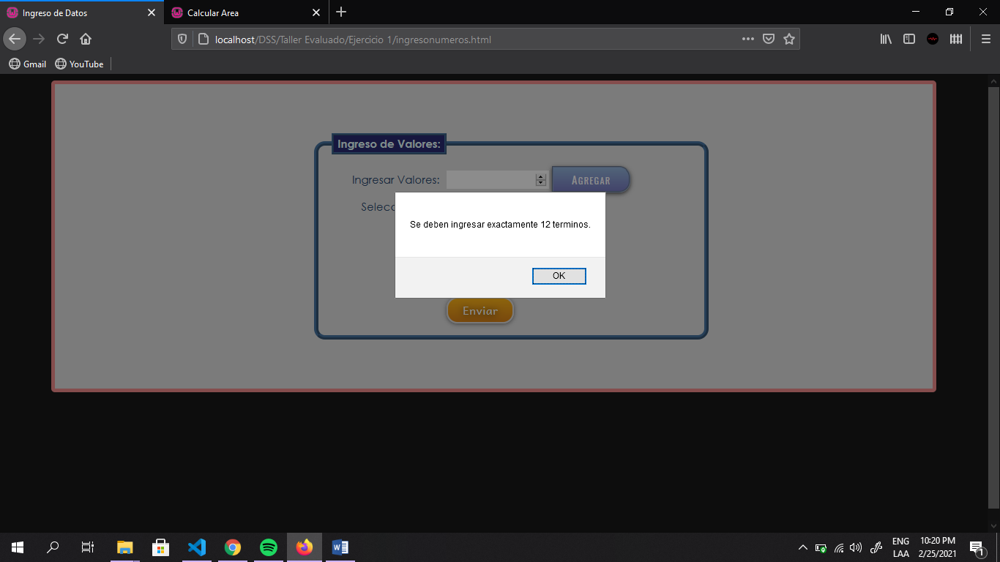 Ingreso de Datos
Calcular Area
localhost/DSS/Taller Evaluado/Ejercicio 1/ingresonumeros.html
Gmail
YouTube
Ingreso de Valores:
Ingresar Valores:
AGREGAR
Selecc
Se deben ingresar exactamente 12 terminos.
OK
Enviar
ENG
LAA
10:20 PM
2/25/2021
1